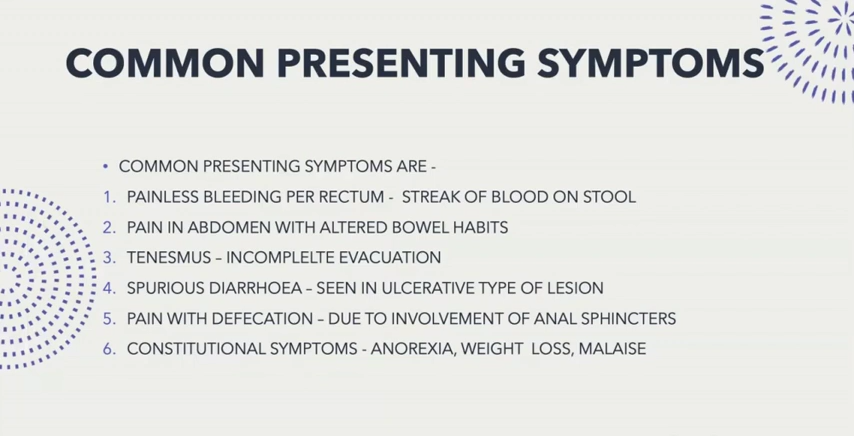 COMMON PRESENTING SYMPTOMS
• COMMON PRESENTING SYMPTOMS ARE -
1. PAINLESS BLEEDING PER RECTUM - STREAK OF BLOOD ON STOOL
2. PAIN IN ABDOMEN WITH ALTERED BOWEL HABITS
3. TENESMUS – INCOMPLELTE EVACUATION
4. SPURIOUS DIARRHOEA – SEEN IN ULCERATIVE TYPE OF LESION
5. PAIN WITH DEFECATION – DUE TO INVOLVEMENT OF ANAL SPHINCTERS
6. CONSTITUTIONAL SYMPTOMS - ANOREXIA, WEIGHT LOSS, MALAISE